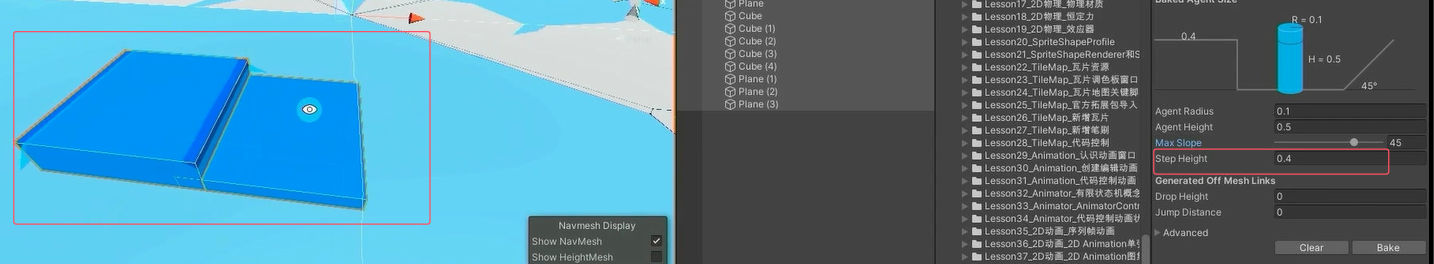 Navmesh Display
Show NavMesh
Show HeightMesh
Plane
Cube
Cube (1)
Cube (2)
Cube (3)
Cube (4)
Plane (1)
Plane (2)
Plane (3)
Lesson17_2D物理_物理材质
Lesson18_2D物理_恒定力
Lesson19_2D物理_效应器
Lesson20_SpriteShapeProfile
Lesson21_SpriteShapeRenderer和S
Lesson22_TileMap_瓦片资源
Lesson23_TileMap_瓦片调色板窗口
Lesson24_TileMap_瓦片地图关键脚
Lesson25_TileMap_官方拓展包导入
Lesson26_TileMap_新增瓦片
Lesson27_TileMap_新增笔刷
Lesson28_TileMap_代码控制
Lesson29_Animation_认识动画窗口
Lesson30_Animation_创建编辑动画
Lesson31_Animation_代码控制动画
Lesson32_Animator_有限状态机概念
Lesson33_Animator_AnimatorContr
Lesson34_Animator_代码控制动画状
Lesson35_2D动画_序列帧动画
Lesson36_2D动画_2D Animation单
Lesson37_2D动画_2D Animation图
Baked Agent Size
R = 0.1
0.4
H = 0.5
45°
Agent Radius 0.1
Agent Height 0.5
Max Slope 45
Step Height 0.4
Generated Off Mesh Links
Drop Height 0
Jump Distance 0
Advanced
Clear Bake